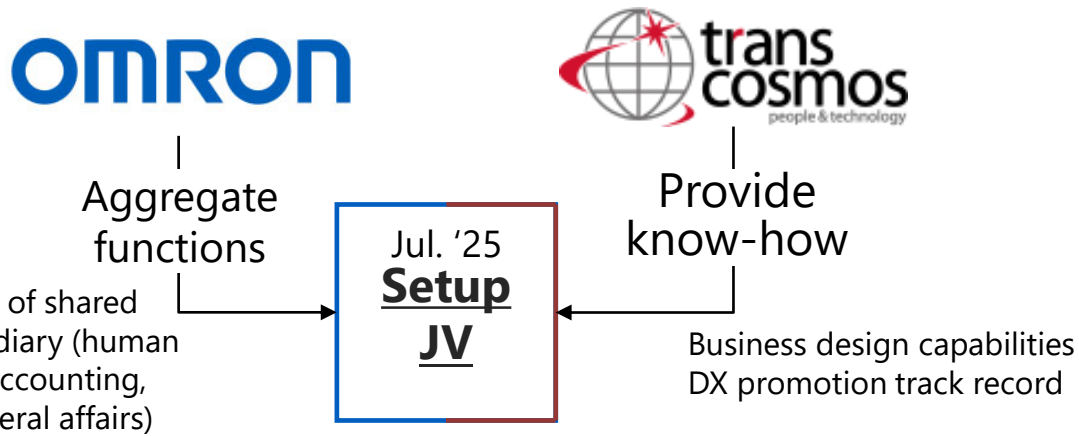 OMRON
trans
cosmos
people & technology
Aggregate
functions
Provide
know-how
Jul. ‘25
Setup
JV
of shared
diary (human
ccounting,
eral affairs)
Business design capabilities
DX promotion track record